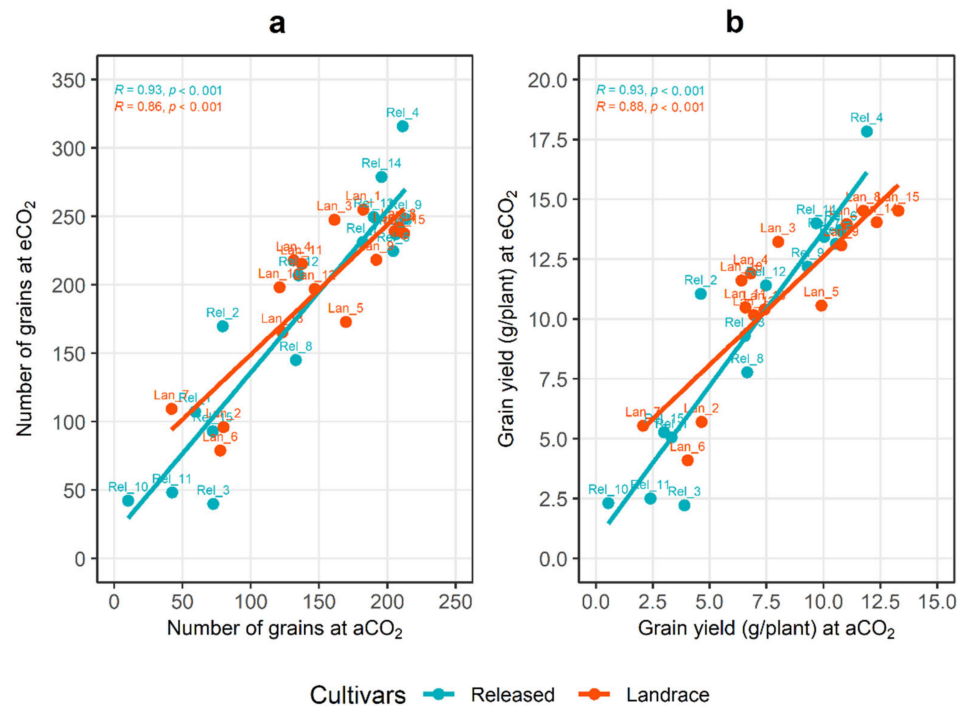 a
b
Number of grains at eCO₂
350
300
250
200
150
100
50
0
R = 0.93, p < 0.001
R = 0.86, p < 0.001
Rel_4
Rel_14
Lan_1
Lan_3
Rel_9
Lan_4
Lan_11
Rel_12
Rel_2
Lan_5
Rel_8
Lan_7
Lan_2
Rel_15
Lan_6
Rel_11
Rel_10
Rel_3
0
50
100
150
200
250
Number of grains at aCO₂
Grain yield (g/plant) at eCO₂
20.0
17.5
15.0
12.5
10.0
7.5
5.0
2.5
0.0
R = 0.93, p < 0.001
R = 0.88, p < 0.001
Rel_4
Lan_8
Lan_15
Rel_14
Lan_3
Rel_9
Lan_4
Rel_12
Rel_2
Lan_5
Lan_11
Rel_8
Lan_7
Rel_15
Lan_2
Lan_6
Rel_10
Rel_11
Rel_3
0.0
2.5
5.0
7.5
10.0
12.5
15.0
Grain yield (g/plant) at aCO₂
Cultivars Released Landrace